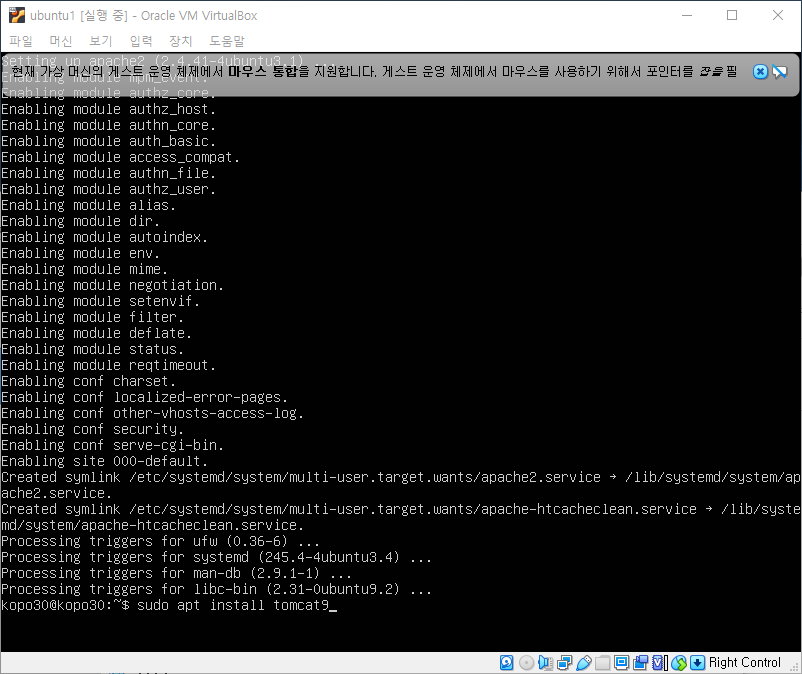 ubuntu1 [실행 중] - Oracle VM VirtualBox
파일 머신 보기 입력 장치 도움말
Setting up apache2 (2.4.41-4ubuntu3.1) ...
현재 가상 머신의 게스트 운영 체제에서 마우스 통합을 지원합니다. 게스트 운영 체제에서 마우스를 사용하기 위해서 포인터를 잡을 필
Enabling module mpm_event.
Enabling module authz_core.
Enabling module authz_host.
Enabling module authn_core.
Enabling module auth_basic.
Enabling module access_compat.
Enabling module authn_file.
Enabling module authz_user.
Enabling module alias.
Enabling module dir.
Enabling module autoindex.
Enabling module env.
Enabling module mime.
Enabling module negotiation.
Enabling module setenvif.
Enabling module filter.
Enabling module deflate.
Enabling module status.
Enabling module reqtimeout.
Enabling conf charset.
Enabling conf localized-error-pages.
Enabling conf other-vhosts-access-log.
Enabling conf security.
Enabling conf serve-cgi-bin.
Enabling site 000-default.
Created symlink /etc/systemd/system/multi-user.target.wants/apache2.service → /lib/systemd/system/ap
ache2.service.
Created symlink /etc/systemd/system/multi-user.target.wants/apache-htcacheclean.service → /lib/syste
md/system/apache-htcacheclean.service.
Processing triggers for ufw (0.36-6) ...
Processing triggers for systemd (245.4-4ubuntu3.4) ...
Processing triggers for man-db (2.9.1-1) ...
Processing triggers for libc-bin (2.31-0ubuntu9.2) ...
kopo30@kopo30:~$ sudo apt install tomcat9_
Right Control